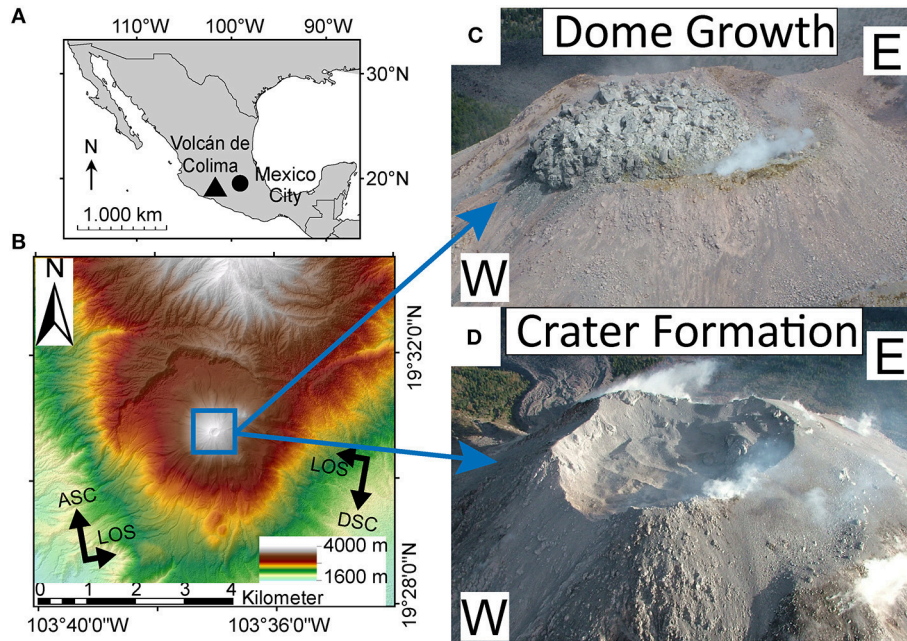 A
110°W 100°W 90°W
30°N
20°N
N
Volcán de
Colima
Mexico
City
1.000 km
B
N
19°32'0"N
19°28'0"N
ASC
LOS
LOS
DSC
4000 m
1600 m
0 1 2 3 4
Kilometer
103°40'0"W 103°36'0"W
C
Dome Growth
E
W
D
Crater Formation
E
W